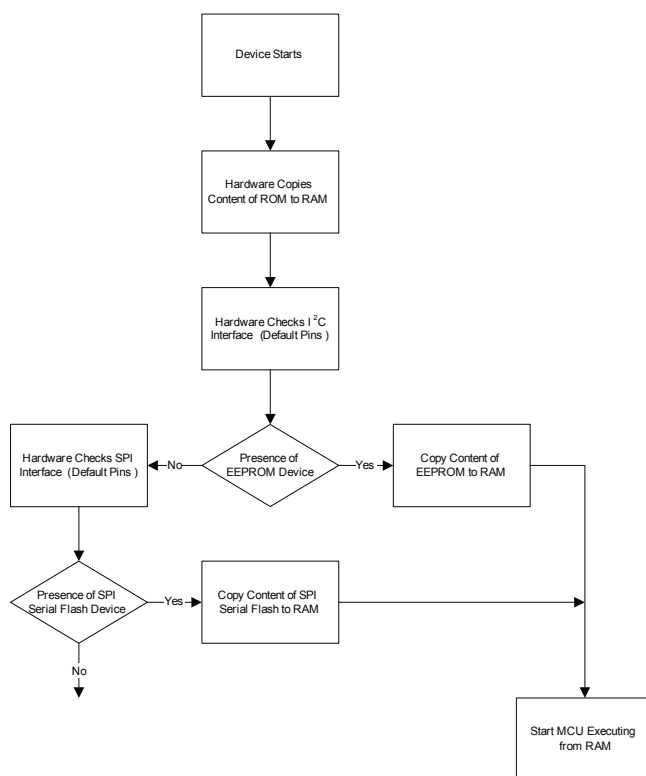 Device Starts
Hardware Copies
Content of ROM to RAM
Hardware Checks I²C
Interface (Default Pins )
Presence of
EEPROM Device
Yes
Copy Content of
EEPROM to RAM
No
Hardware Checks SPI
Interface (Default Pins )
Presence of SPI
Serial Flash Device
Yes
Copy Content of SPI
Serial Flash to RAM
No
Start MCU Executing
from RAM